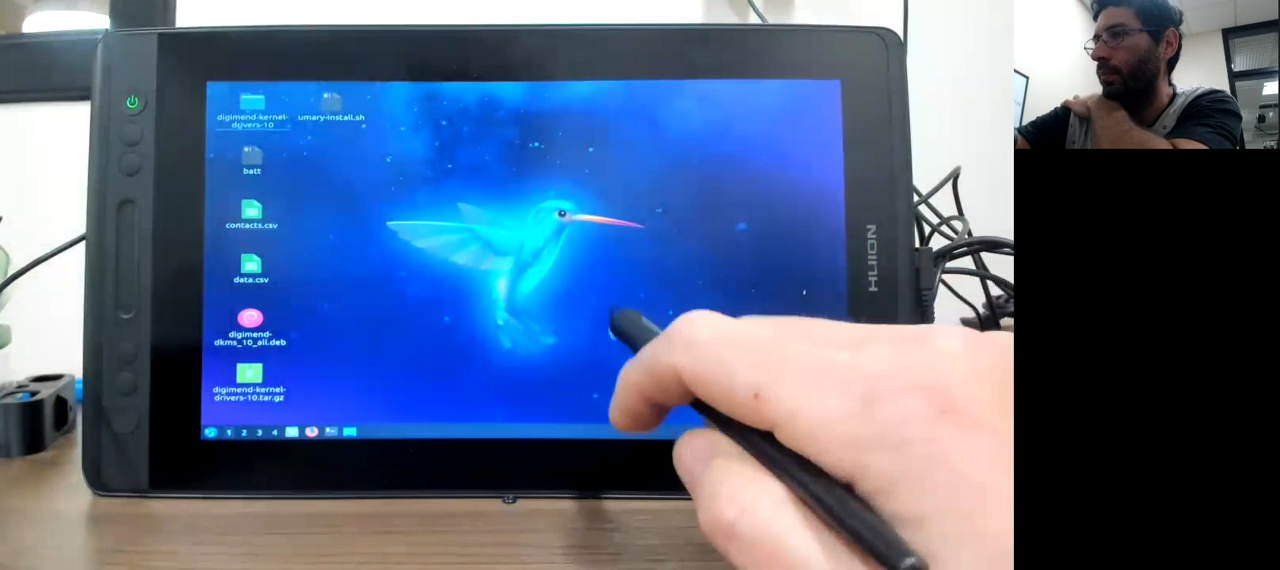 digimend-kernel-
drivers-10
umary-install.sh
batt
contacts.csv
data.csv
digimend-
dkms_10_all.deb
digimend-kernel-
drivers-10.tar.gz
1 2 3 4
HUION